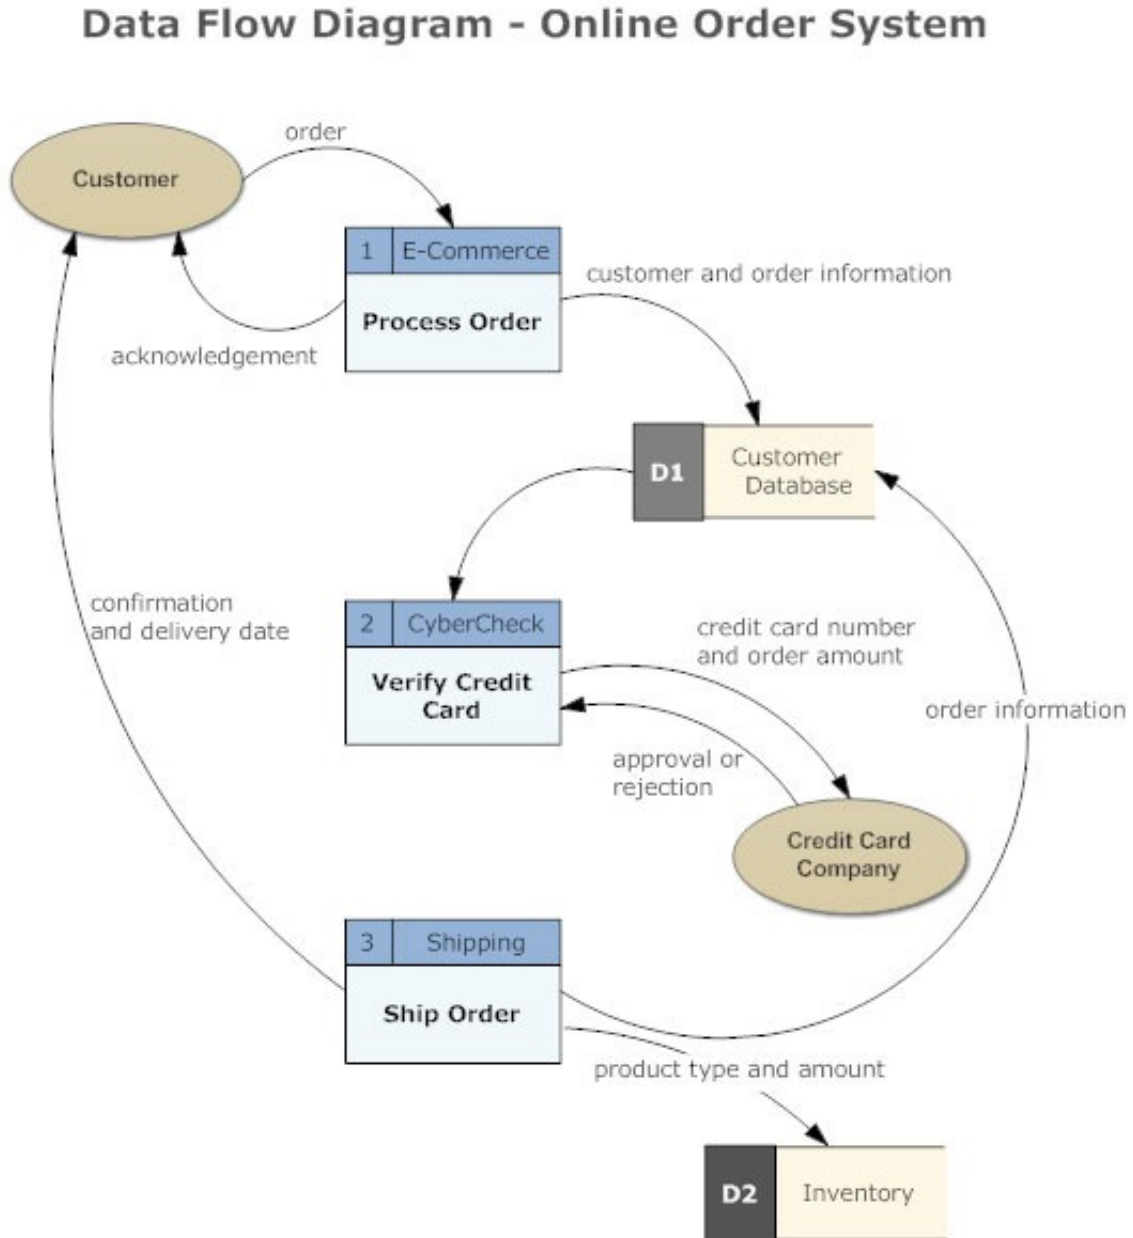 Data Flow Diagram - Online Order System
order
Customer
1 E-Commerce
customer and order information
Process Order
acknowledgement
D1
Customer
Database
confirmation
and delivery date
2 CyberCheck
credit card number
and order amount
Verify Credit
Card
order information
approval or
rejection
Credit Card
Company
3 Shipping
Ship Order
product type and amount
D2 Inventory